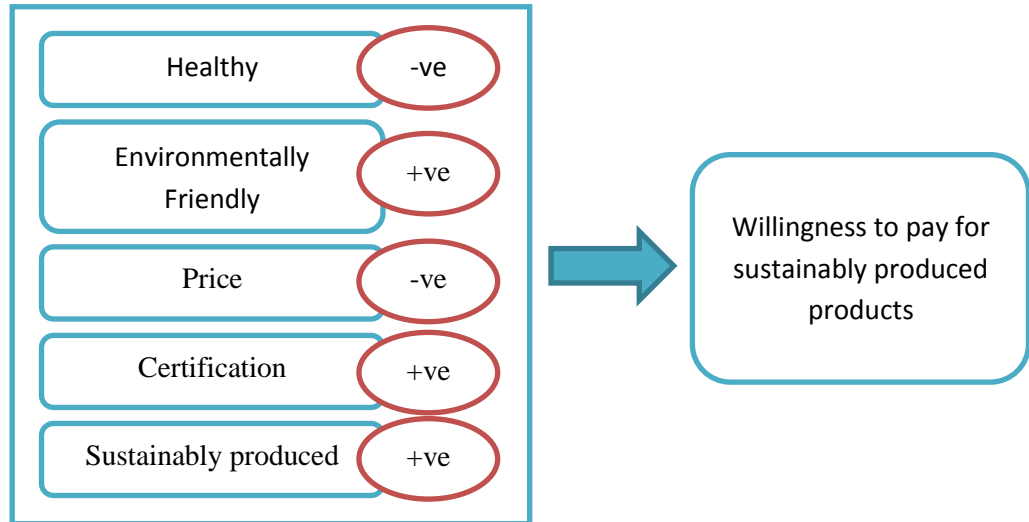 Healthy
-ve
Environmentally
Friendly
+ve
Price
-ve
Certification
+ve
Sustainably produced
+ve
Willingness to pay for
sustainably produced
products